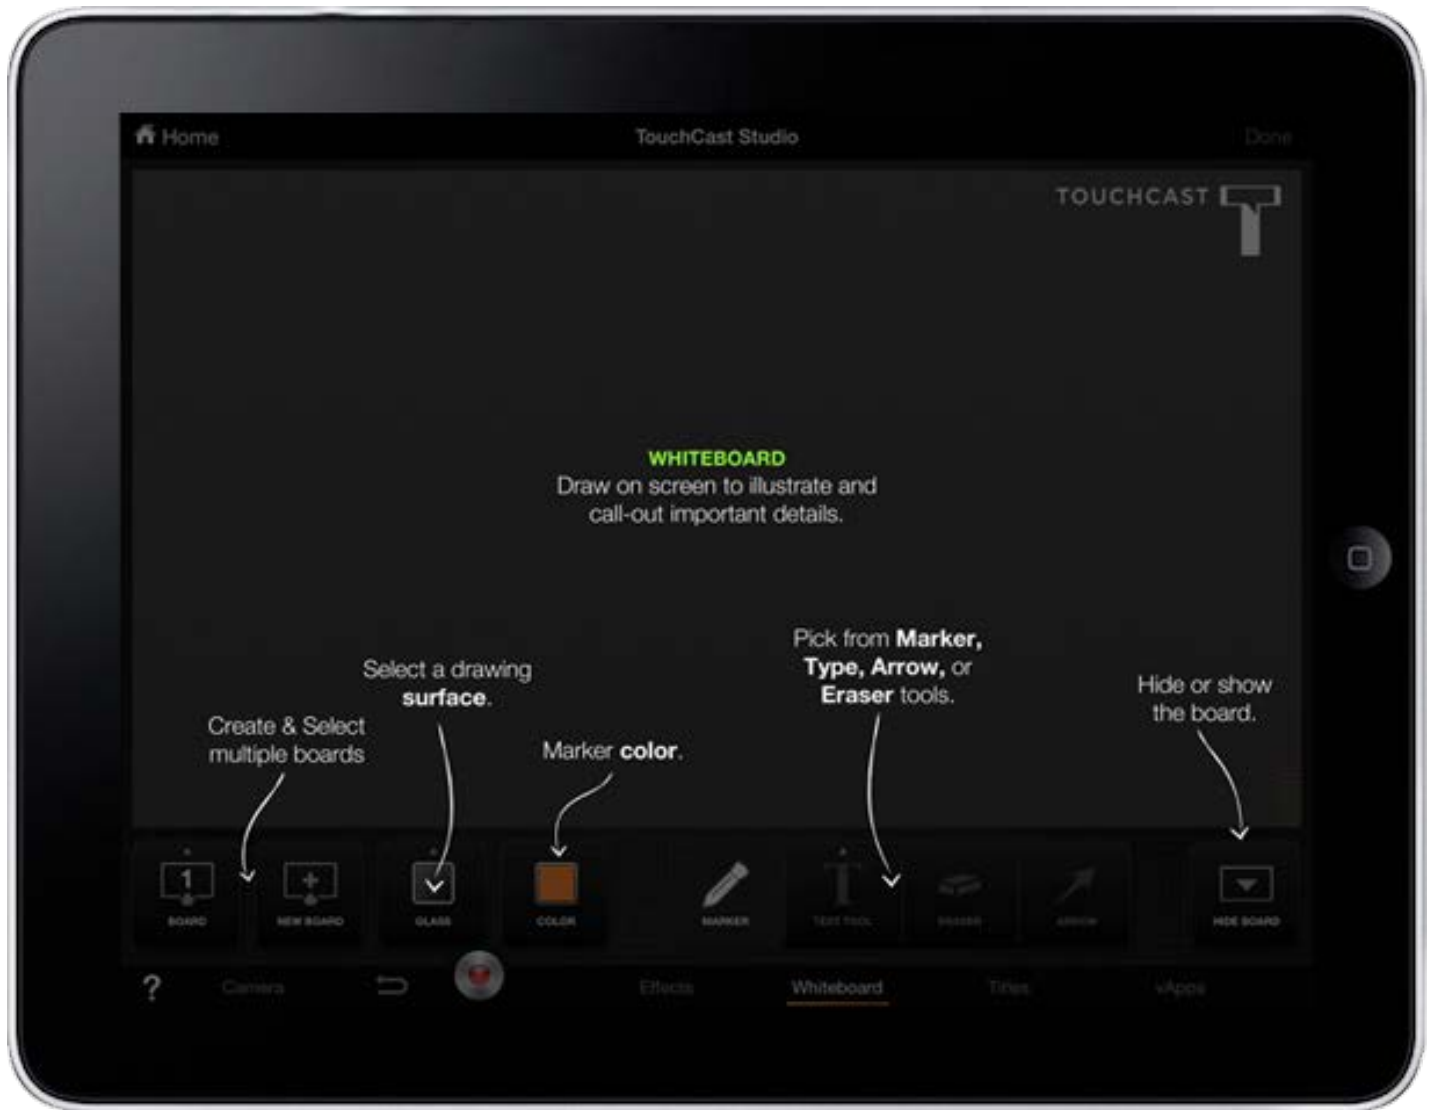 Home
TouchCast Studio
Done
TOUCHCAST
WHITEBOARD
Draw on screen to illustrate and
call-out important details.
Pick from Marker,
Type, Arrow, or
Eraser tools.
Select a drawing
surface.
Hide or show
the board.
Create & Select
multiple boards
Marker color.
1
BOARD
NEW BOARD
GLASS
COLOR
MARKER
TEXT TOOL
ERASER
ARROW
HIDE BOARD
?
Camera
Effects
Whiteboard
Titles
vApps